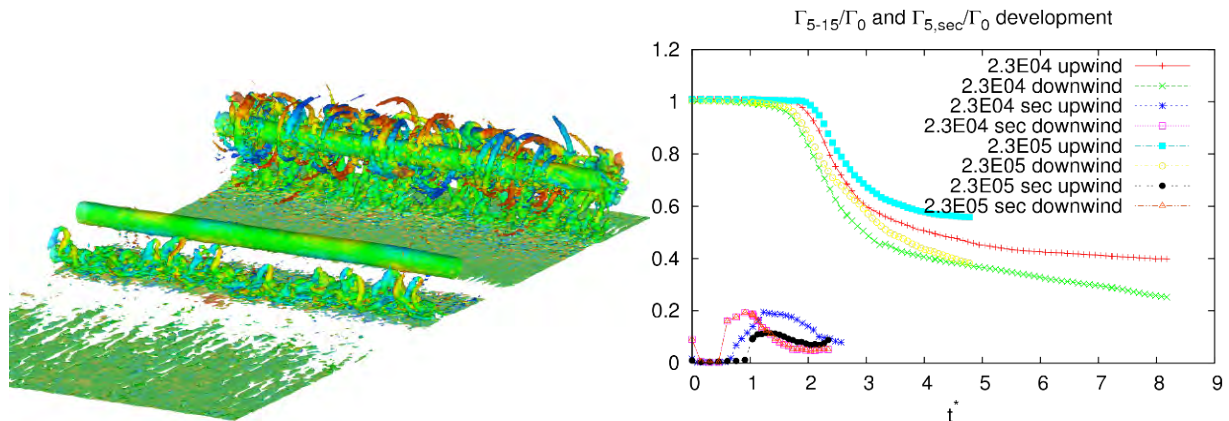 Γ5-15/Γ0 and Γ5,sec/Γ0 development
1.2
1
0.8
0.6
0.4
0.2
0
2.3E04 upwind
2.3E04 downwind
2.3E04 sec upwind
2.3E04 sec downwind
2.3E05 upwind
2.3E05 downwind
2.3E05 sec upwind
2.3E05 sec downwind
0 1 2 3 4 5 6 7 8 9
t*